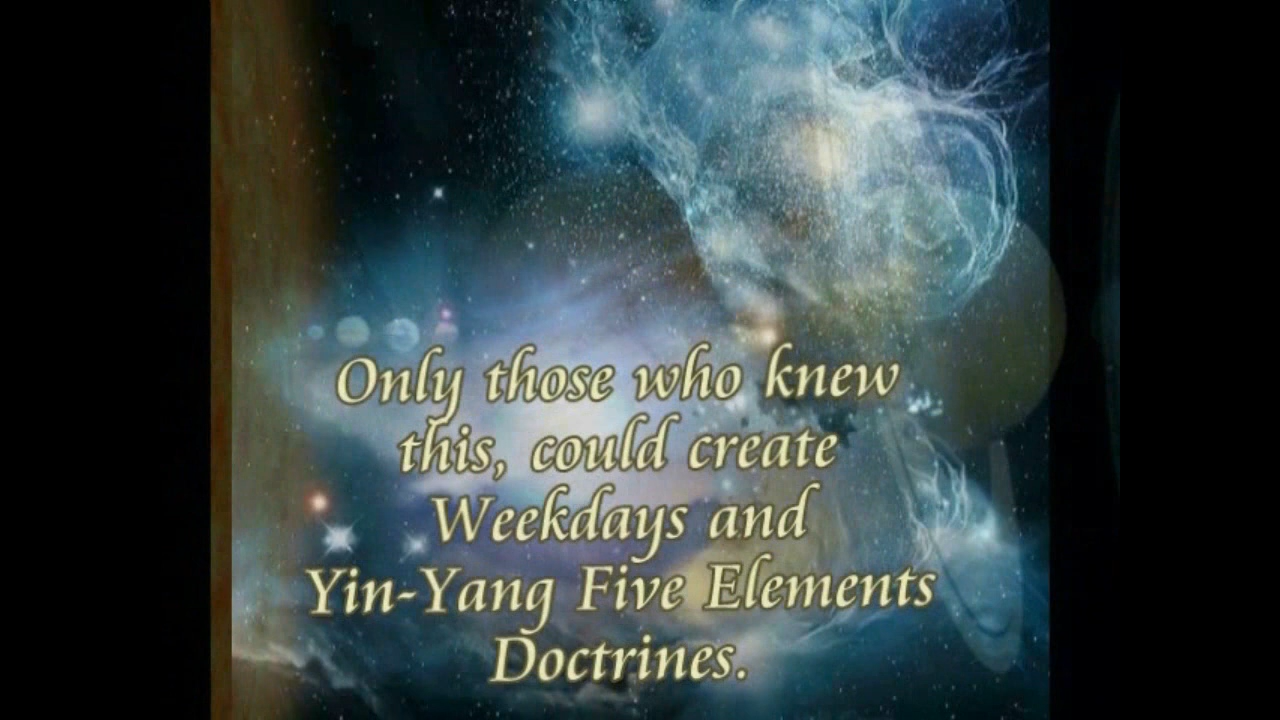 Only those who knew
this, could create
Weekdays and
Yin-Yang Five Elements
Doctrines.